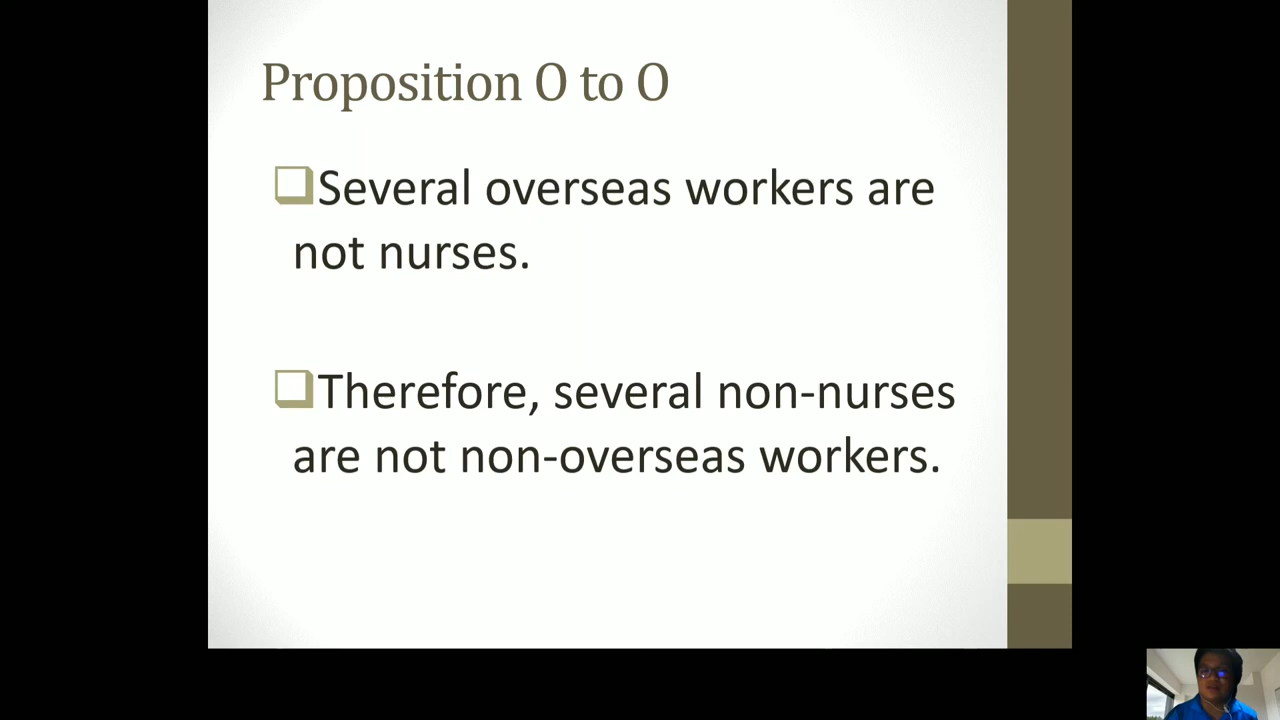 Proposition O to O
Several overseas workers are
not nurses.
Therefore, several non-nurses
are not non-overseas workers.